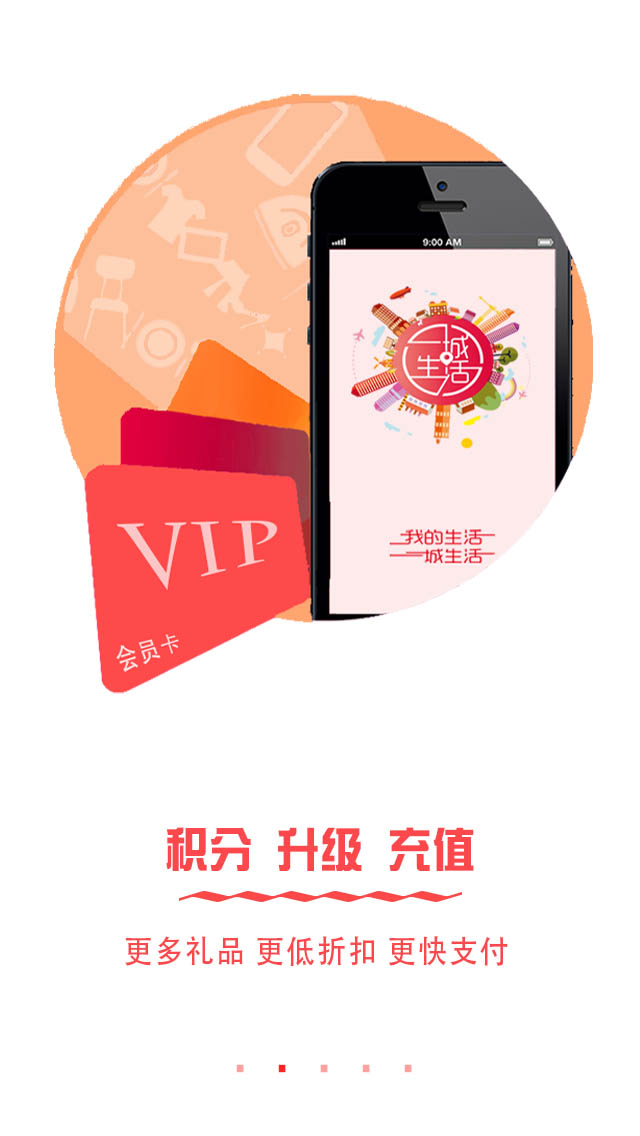 9:00 AM
一城
生活
我的生活
一城生活
VIP
会员卡
积分 升级 充值
更多礼品 更低折扣 更快支付